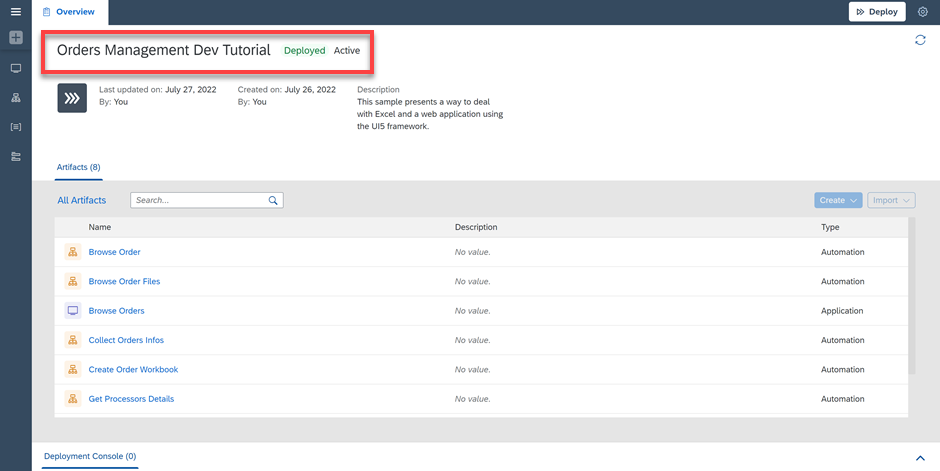 Overview
Deploy
Orders Management Dev Tutorial Deployed Active
Last updated on: July 27, 2022
By: You
Created on: July 26, 2022
By: You
Description
This sample presents a way to deal
with Excel and a web application using
the UI5 framework.
Artifacts (8)
All Artifacts
Search...
Create
Import
Name Description Type
Browse Order No value. Automation
Browse Order Files No value. Automation
Browse Orders No value. Application
Collect Orders Infos No value. Automation
Create Order Workbook No value. Automation
Get Processors Details No value. Automation
Deployment Console (0)